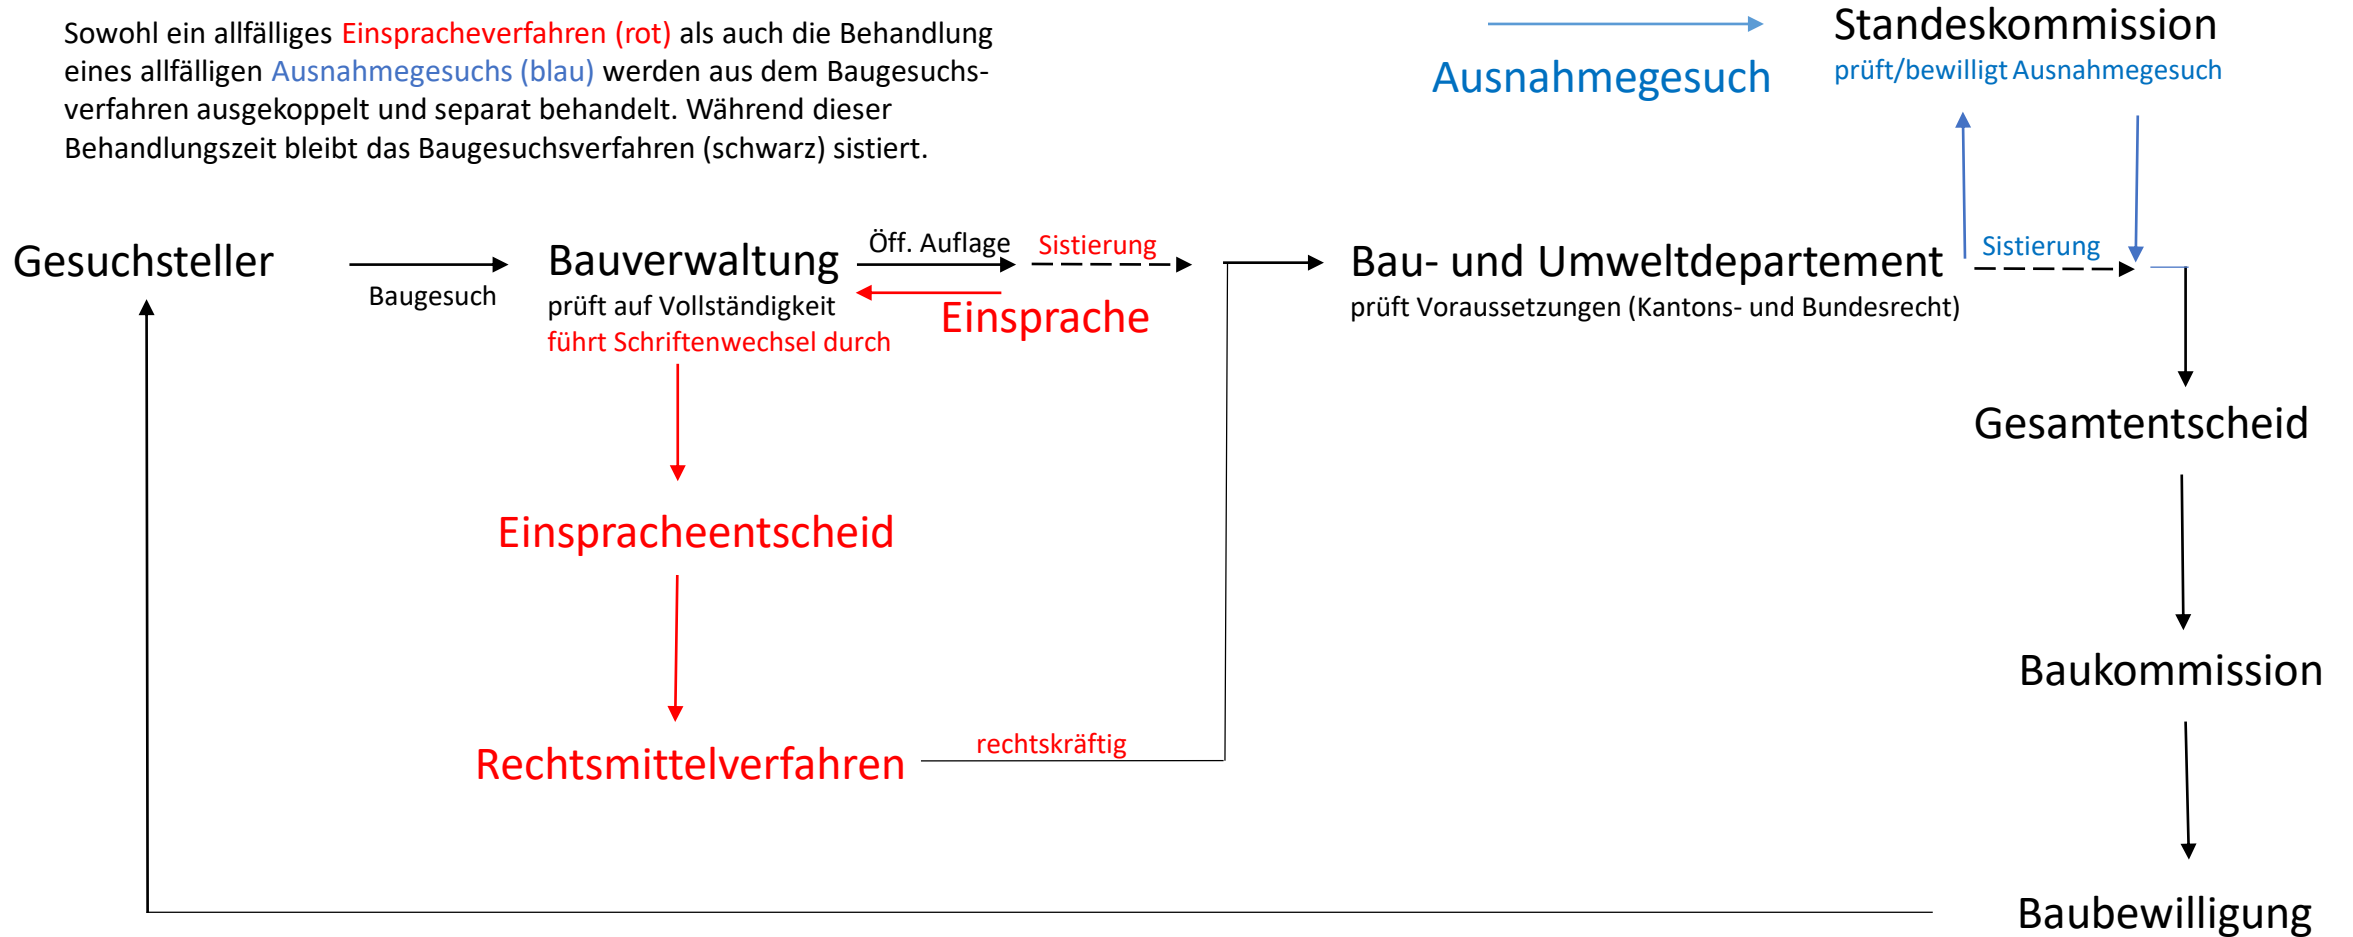 Sowohl ein allfälliges Einspracheverfahren (rot) als auch die Behandlung
eines allfälligen Ausnahmegesuchs (blau) werden aus dem Baugesuchs-
verfahren ausgekoppelt und separat behandelt. Während dieser
Behandlungszeit bleibt das Baugesuchsverfahren (schwarz) sistiert.
Ausnahmegesuch
Standeskommission
prüft/bewilligt Ausnahmegesuch
Gesuchsteller
Baugesuch
Bauverwaltung
prüft auf Vollständigkeit
führt Schriftenwechsel durch
Öff. Auflage
Sistierung
Einsprache
Bau- und Umweltdepartement
prüft Voraussetzungen (Kantons- und Bundesrecht)
Sistierung
Gesamtentscheid
Einspracheentscheid
Baukommission
Rechtsmittelverfahren
rechtskräftig
Baubewilligung